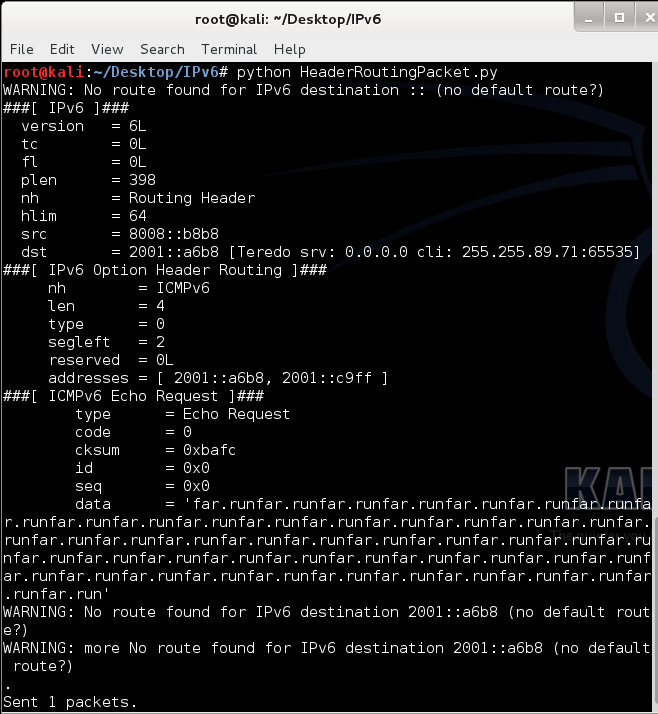 root@kali: ~/Desktop/IPv6
File Edit View Search Terminal Help
root@kali:~/Desktop/IPv6# python HeaderRoutingPacket.py
WARNING: No route found for IPv6 destination :: (no default route?)
###[ IPv6 ]###
  version   = 6L
  tc        = 0L
  fl        = 0L
  plen      = 398
  nh        = Routing Header
  hlim      = 64
  src       = 8008::b8b8
  dst       = 2001::a6b8 [Teredo srv: 0.0.0.0 cli: 255.255.89.71:65535]
###[ IPv6 Option Header Routing ]###
     nh        = ICMPv6
     len       = 4
     type      = 0
     segleft   = 2
     reserved  = 0L
     addresses = [ 2001::a6b8, 2001::c9ff ]
###[ ICMPv6 Echo Request ]###
        type      = Echo Request
        code      = 0
        cksum     = 0xbafc
        id        = 0x0
        seq       = 0x0
        data      = 'far.runfar.runfar.runfar.runfar.runfar.runfar.runfa
r.runfar.runfar.runfar.runfar.runfar.runfar.runfar.runfar.runfar.runfar.
runfar.runfar.runfar.runfar.runfar.runfar.runfar.runfar.runfar.runfar.ru
nfar.runfar.runfar.runfar.runfar.runfar.runfar.runfar.runfar.runfar.runf
ar.runfar.runfar.runfar.runfar.runfar.runfar.runfar.runfar.runfar.runfar
.runfar.run'
WARNING: No route found for IPv6 destination 2001::a6b8 (no default rout
e?)
WARNING: more No route found for IPv6 destination 2001::a6b8 (no default
 route?)
.
Sent 1 packets.